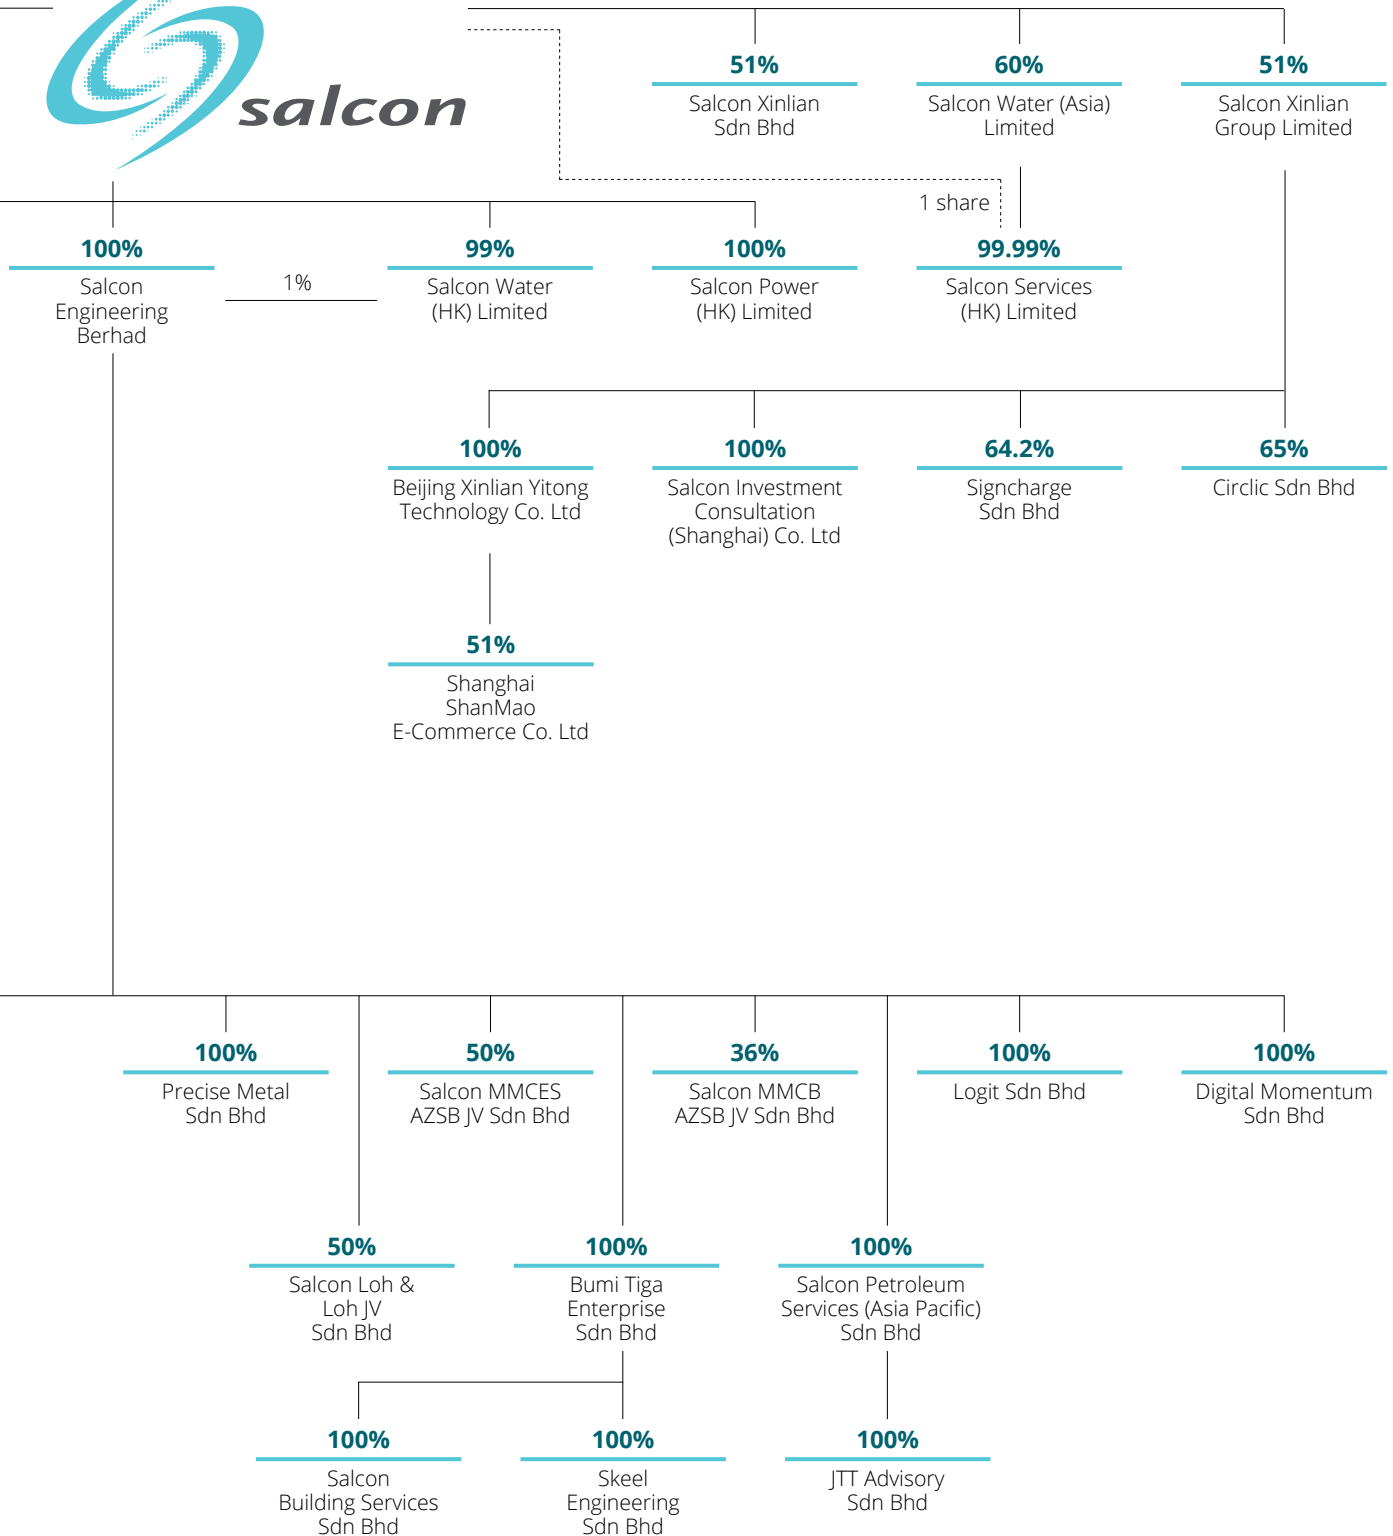 salcon
51%
Salcon Xinlian
Sdn Bhd
60%
Salcon Water (Asia)
Limited
51%
Salcon Xinlian
Group Limited
1 share
100%
Salcon
Engineering
Berhad
1%
99%
Salcon Water
(HK) Limited
100%
Salcon Power
(HK) Limited
99.99%
Salcon Services
(HK) Limited
100%
Beijing Xinlian Yitong
Technology Co. Ltd
100%
Salcon Investment
Consultation
(Shanghai) Co. Ltd
64.2%
Signcharge
Sdn Bhd
65%
Circlic Sdn Bhd
51%
Shanghai
ShanMao
E-Commerce Co. Ltd
100%
Precise Metal
Sdn Bhd
50%
Salcon MMCES
AZSB JV Sdn Bhd
36%
Salcon MMCB
AZSB JV Sdn Bhd
100%
Logit Sdn Bhd
100%
Digital Momentum
Sdn Bhd
50%
Salcon Loh &
Loh JV
Sdn Bhd
100%
Bumi Tiga
Enterprise
Sdn Bhd
100%
Salcon Petroleum
Services (Asia Pacific)
Sdn Bhd
100%
Salcon
Building Services
Sdn Bhd
100%
Skeel
Engineering
Sdn Bhd
100%
JTT Advisory
Sdn Bhd